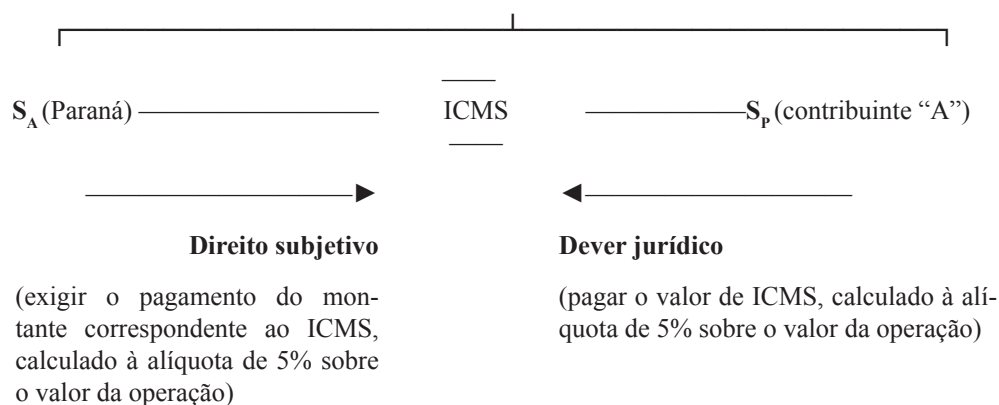 S_A (Paraná) ICMS S_P (contribuinte “A”)
Direito subjetivo
(exigir o pagamento do mon-
tante correspondente ao ICMS,
calculado à alíquota de 5% sobre
o valor da operação)
Dever jurídico
(pagar o valor de ICMS, calculado à alí-
quota de 5% sobre o valor da operação)